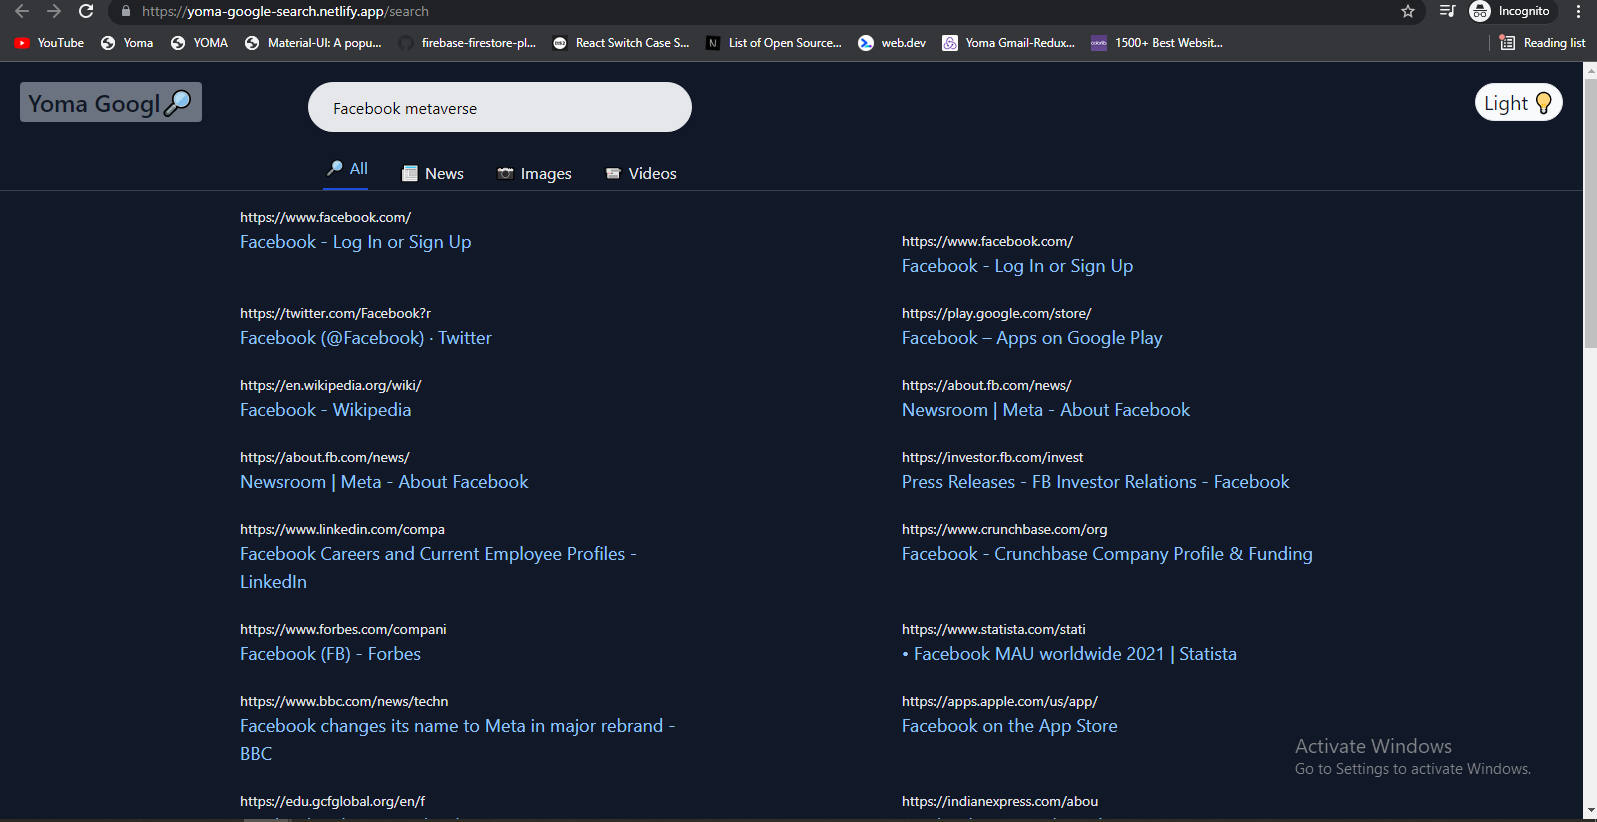 https://yoma-google-search.netlify.app/search
Incognito
YouTube
Yoma
YOMA
Material-UI: A popu...
firebase-firestore-pl...
React Switch Case S...
List of Open Source...
web.dev
Yoma Gmail-Redux...
1500+ Best Websit...
Reading list
Yoma Googl
Facebook metaverse
Light
All
News
Images
Videos
https://www.facebook.com/
Facebook - Log In or Sign Up
https://www.facebook.com/
Facebook - Log In or Sign Up
https://twitter.com/Facebook?r
Facebook (@Facebook) · Twitter
https://play.google.com/store/
Facebook – Apps on Google Play
https://en.wikipedia.org/wiki/
Facebook - Wikipedia
https://about.fb.com/news/
Newsroom | Meta - About Facebook
https://about.fb.com/news/
Newsroom | Meta - About Facebook
https://investor.fb.com/invest
Press Releases - FB Investor Relations - Facebook
https://www.linkedin.com/compa
Facebook Careers and Current Employee Profiles -
LinkedIn
https://www.crunchbase.com/org
Facebook - Crunchbase Company Profile & Funding
https://www.forbes.com/compani
Facebook (FB) - Forbes
https://www.statista.com/stati
• Facebook MAU worldwide 2021 | Statista
https://www.bbc.com/news/techn
Facebook changes its name to Meta in major rebrand -
BBC
https://apps.apple.com/us/app/
Facebook on the App Store
Activate Windows
Go to Settings to activate Windows.
https://edu.gcfglobal.org/en/f
https://indianexpress.com/abou